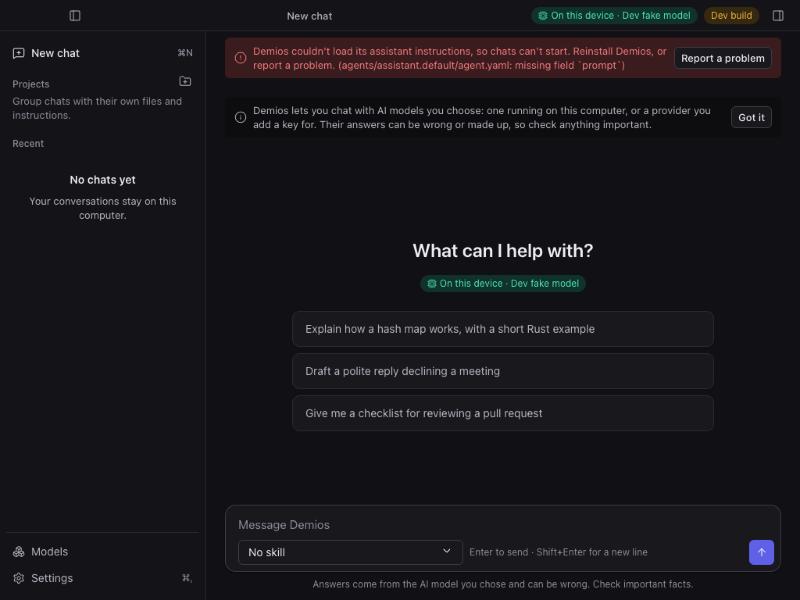 New chat
On this device · Dev fake model
Dev build
New chat
⌘N
Projects
Group chats with their own files and
instructions.
Recent
No chats yet
Your conversations stay on this
computer.
Models
Settings
⌘,
Demios couldn't load its assistant instructions, so chats can't start. Reinstall Demios, or
report a problem. (agents/assistant.default/agent.yaml: missing field `prompt`)
Report a problem
Demios lets you chat with AI models you choose: one running on this computer, or a provider you
add a key for. Their answers can be wrong or made up, so check anything important.
Got it
What can I help with?
On this device · Dev fake model
Explain how a hash map works, with a short Rust example
Draft a polite reply declining a meeting
Give me a checklist for reviewing a pull request
Message Demios
No skill
Enter to send · Shift+Enter for a new line
Answers come from the AI model you chose and can be wrong. Check important facts.